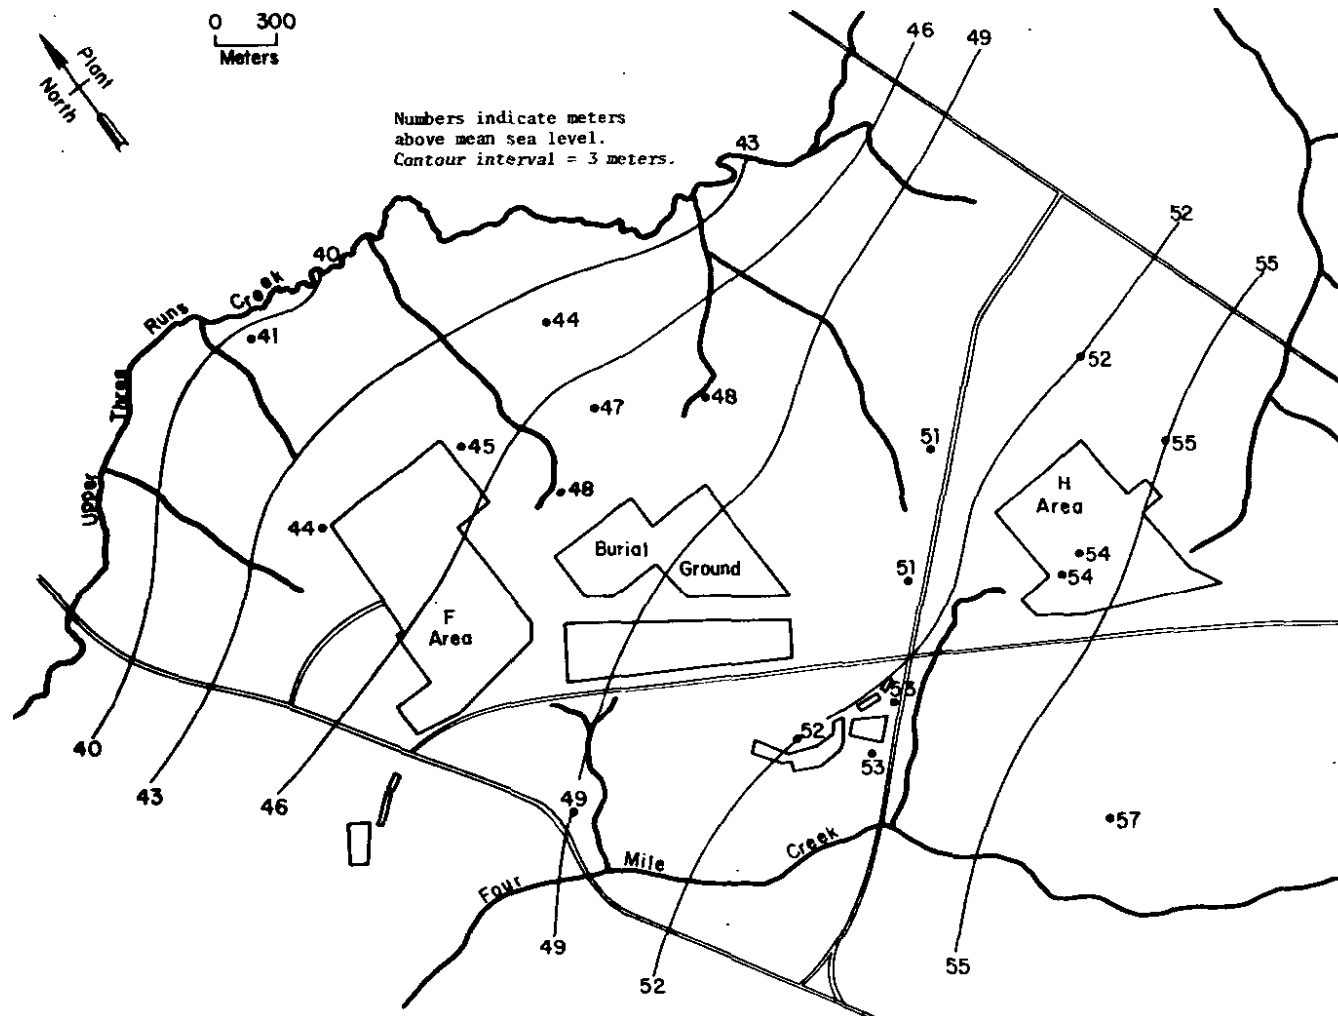 0 300
Meters
Plant
North
Numbers indicate meters
above mean sea level.
Contour interval = 3 meters.
46
49
43
52
55
40
Upper Three Runs Creek
41
44
52
47
48
51
55
45
48
H
Area
44
54
54
Burial
Ground
51
F
Area
53
52
53
40
43
46
49
57
Four Mile Creek
49
52
55